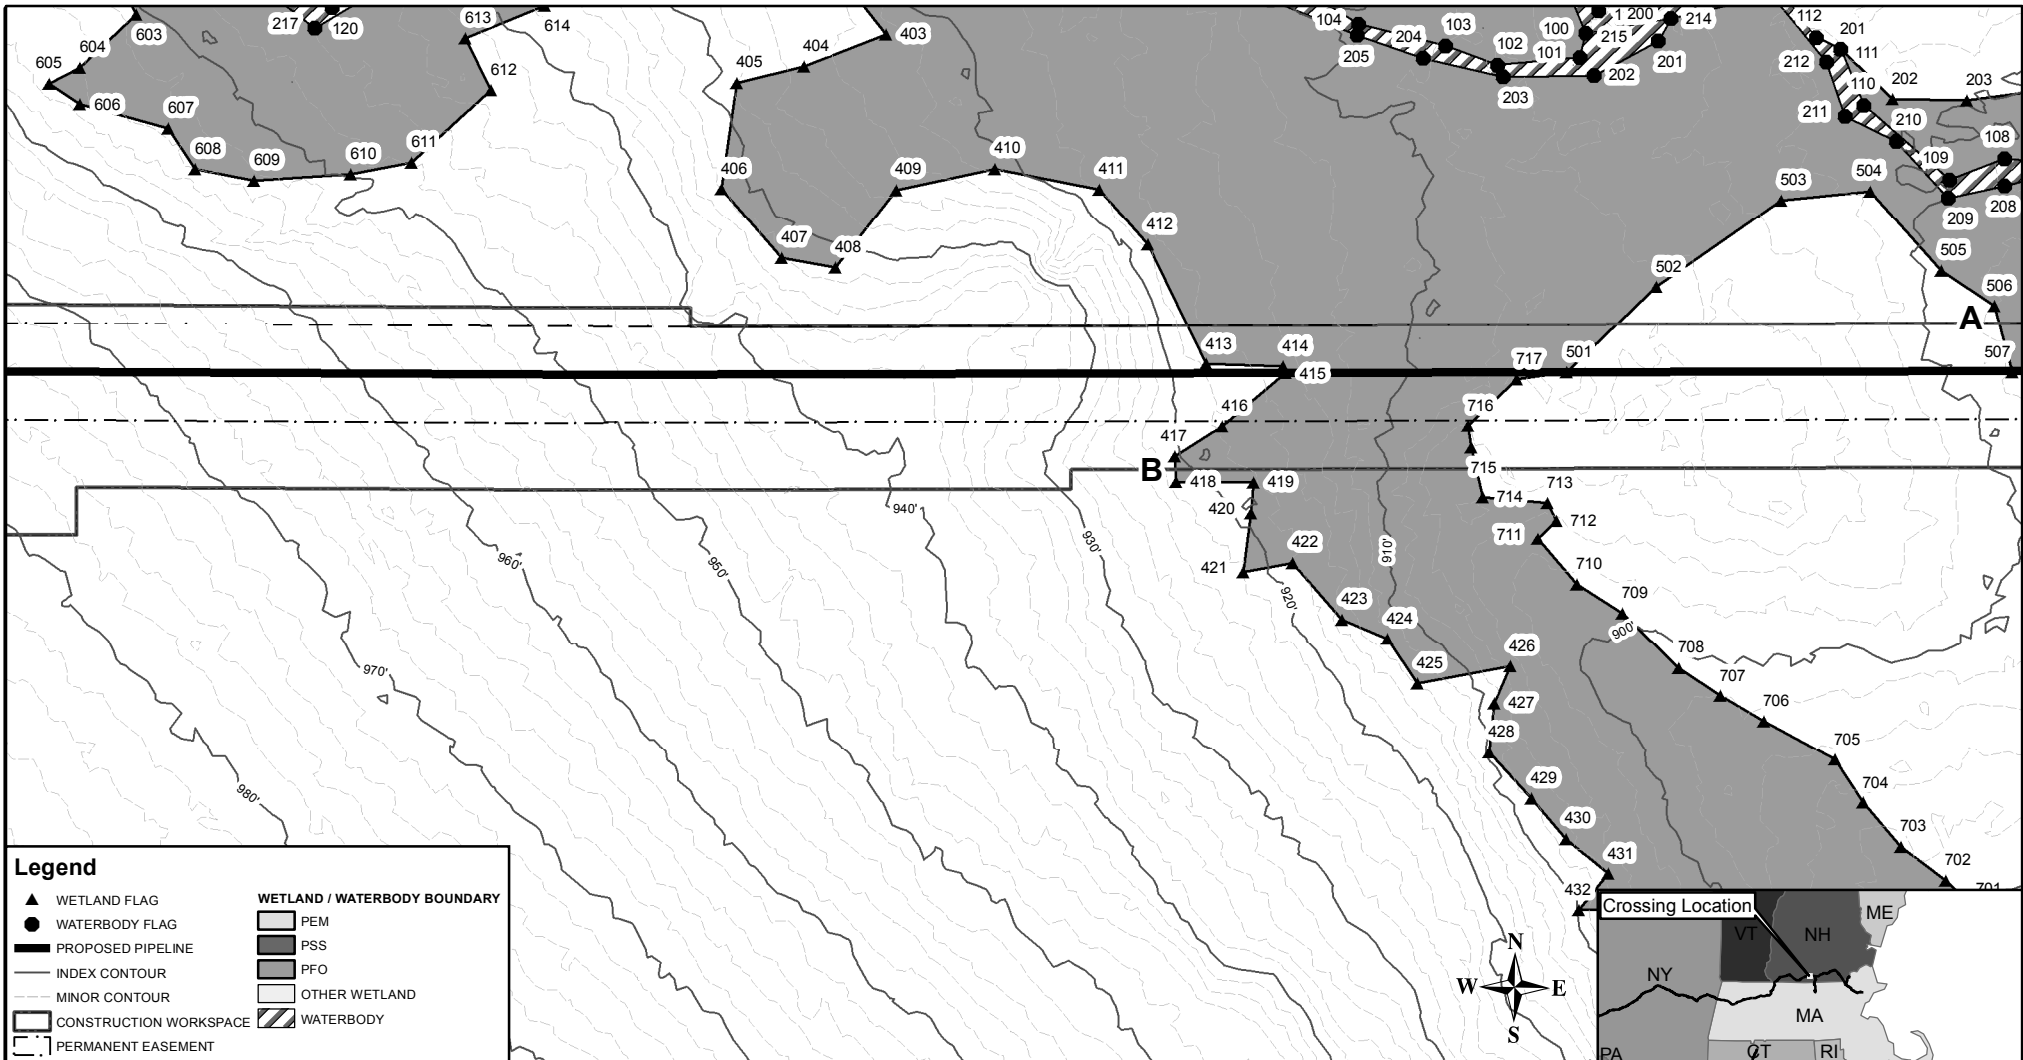 217 120 613 614 104 103 100 1 200 214 112
603 403 204 215 201
604 404 205 102 101 201 111
605 405 612 202 212
606 607 203 110 202 203
608 611 211 210
609 610 406 409 410 411 109 108
504
503 209 208
407 408 412 505
502 506
A
413 414 717 501 507
415
416 716
417
B 418 419 715
420 714 713
940' 712
930' 711
422 910'
960' 950' 421 710
920' 423 709
424 900'
708
970' 425 426 707
427 706
428 705
980' 429 704
430 703
431 702
432 701
Legend
WETLAND FLAG
WATERBODY FLAG
PROPOSED PIPELINE
INDEX CONTOUR
MINOR CONTOUR
CONSTRUCTION WORKSPACE
PERMANENT EASEMENT
WETLAND / WATERBODY BOUNDARY
PEM
PSS
PFO
OTHER WETLAND
WATERBODY
N
W E
S
Crossing Location
ME
VT NH
NY
MA
PA CT RI